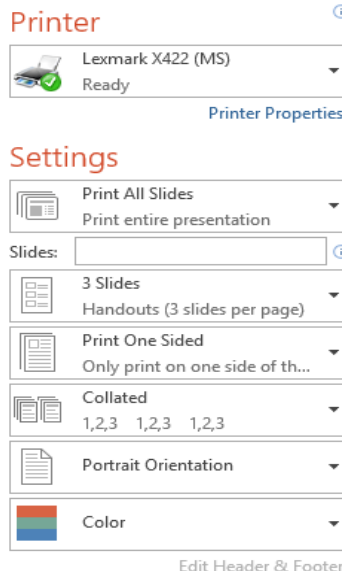 Printer
Lexmark X422 (MS)
Ready
Printer Properties
Settings
Print All Slides
Print entire presentation
Slides:
3 Slides
Handouts (3 slides per page)
Print One Sided
Only print on one side of th...
Collated
1,2,3 1,2,3 1,2,3
Portrait Orientation
Color
Edit Header & Footer